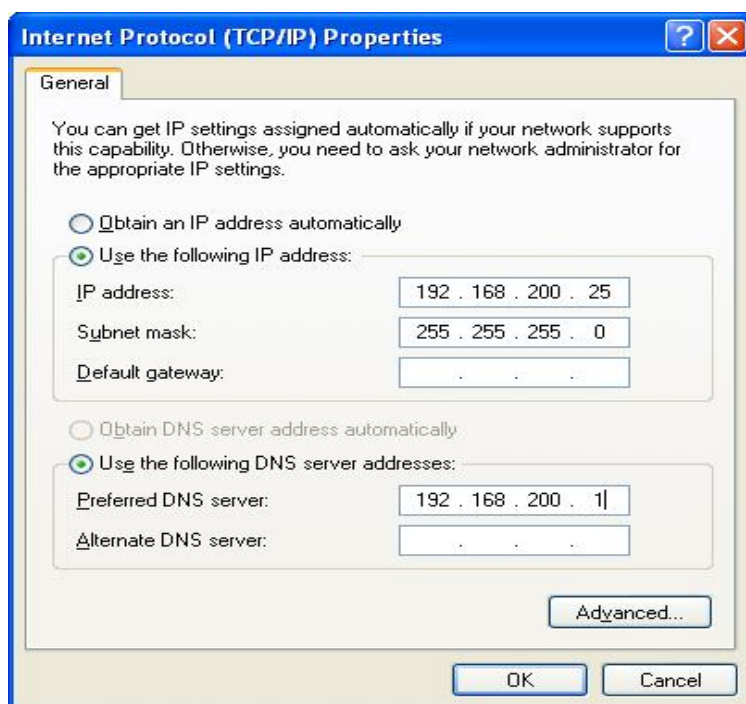 Internet Protocol (TCP/IP) Properties
General
You can get IP settings assigned automatically if your network supports
this capability. Otherwise, you need to ask your network administrator for
the appropriate IP settings.
Obtain an IP address automatically
Use the following IP address:
IP address: 192 . 168 . 200 . 25
Subnet mask: 255 . 255 . 255 . 0
Default gateway: . . .
Obtain DNS server address automatically
Use the following DNS server addresses:
Preferred DNS server: 192 . 168 . 200 . 1
Alternate DNS server: . . .
Advanced...
OK Cancel